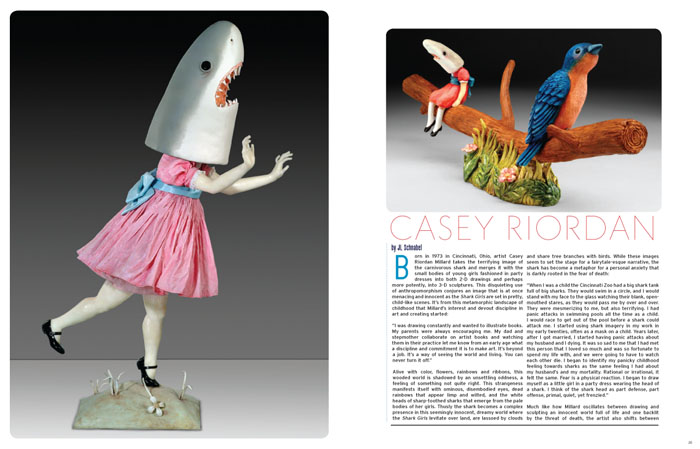 CASEY RIORDAN
by JL Schnabel
Born in 1973 in Cincinnati, Ohio, artist Casey
Riordan Millard takes the terrifying image of
the carnivorous shark and merges it with the
small bodies of young girls fashioned in party
dresses into both 2-D drawings and perhaps
more potently, into 3-D sculptures. This disquieting use
of anthropomorphism conjures an image that is at once
menacing and innocent as the Shark Girls are set in pretty,
child-like scenes. It's from this metamorphic landscape of
childhood that Millard's interest and devout discipline in
art and creating started:
"I was drawing constantly and wanted to illustrate books.
My parents were always encouraging me. My dad and
stepmother collaborate on artist books and watching
them in their practice let me know from an early age what
a discipline and commitment it is to make art. It's beyond
a job. It's a way of seeing the world and living. You can
never turn it off."
Alive with color, flowers, rainbows and ribbons, this
wooded world is shadowed by an unsettling oddness, a
feeling of something not quite right. This strangeness
manifests itself with ominous, disembodied eyes, dead
rainbows that appear limp and wilted, and the white
heads of sharp-toothed sharks that emerge from the pale
bodies of her girls. Thusly the shark becomes a complex
presence in this seemingly innocent, dreamy world where
the Shark Girls levitate over land, are lassoed by clouds
and share tree branches with birds. While these images
seem to set the stage for a fairytale-esque narrative, the
shark has become a metaphor for a personal anxiety that
is darkly rooted in the fear of death:
"When I was a child the Cincinnati Zoo had a big shark tank
full of big sharks. They would swim in a circle, and I would
stand with my face to the glass watching their blank, open-
mouthed stares, as they would pass me by over and over.
They were mesmerizing to me, but also terrifying. I had
panic attacks in swimming pools all the time as a child.
I would race to get out of the pool before a shark could
attack me. I started using shark imagery in my work in
my early twenties, often as a mask on a child. Years later,
after I got married, I started having panic attacks about
my husband and I dying. It was so sad to me that I had met
this person that I loved so much and was so fortunate to
spend my life with, and we were going to have to watch
each other die. I began to identify my panicky childhood
feeling towards sharks as the same feeling I had about
my husband's and my mortality. Rational or irrational, it
felt the same. Fear is a physical reaction. I began to draw
myself as a little girl in a party dress wearing the head of
a shark. I think of the shark head as part defense, part
offense, primal, quiet, yet frenzied."
Much like how Millard oscillates between drawing and
sculpting an innocent world full of life and one backlit
by the threat of death, the artist also shifts between